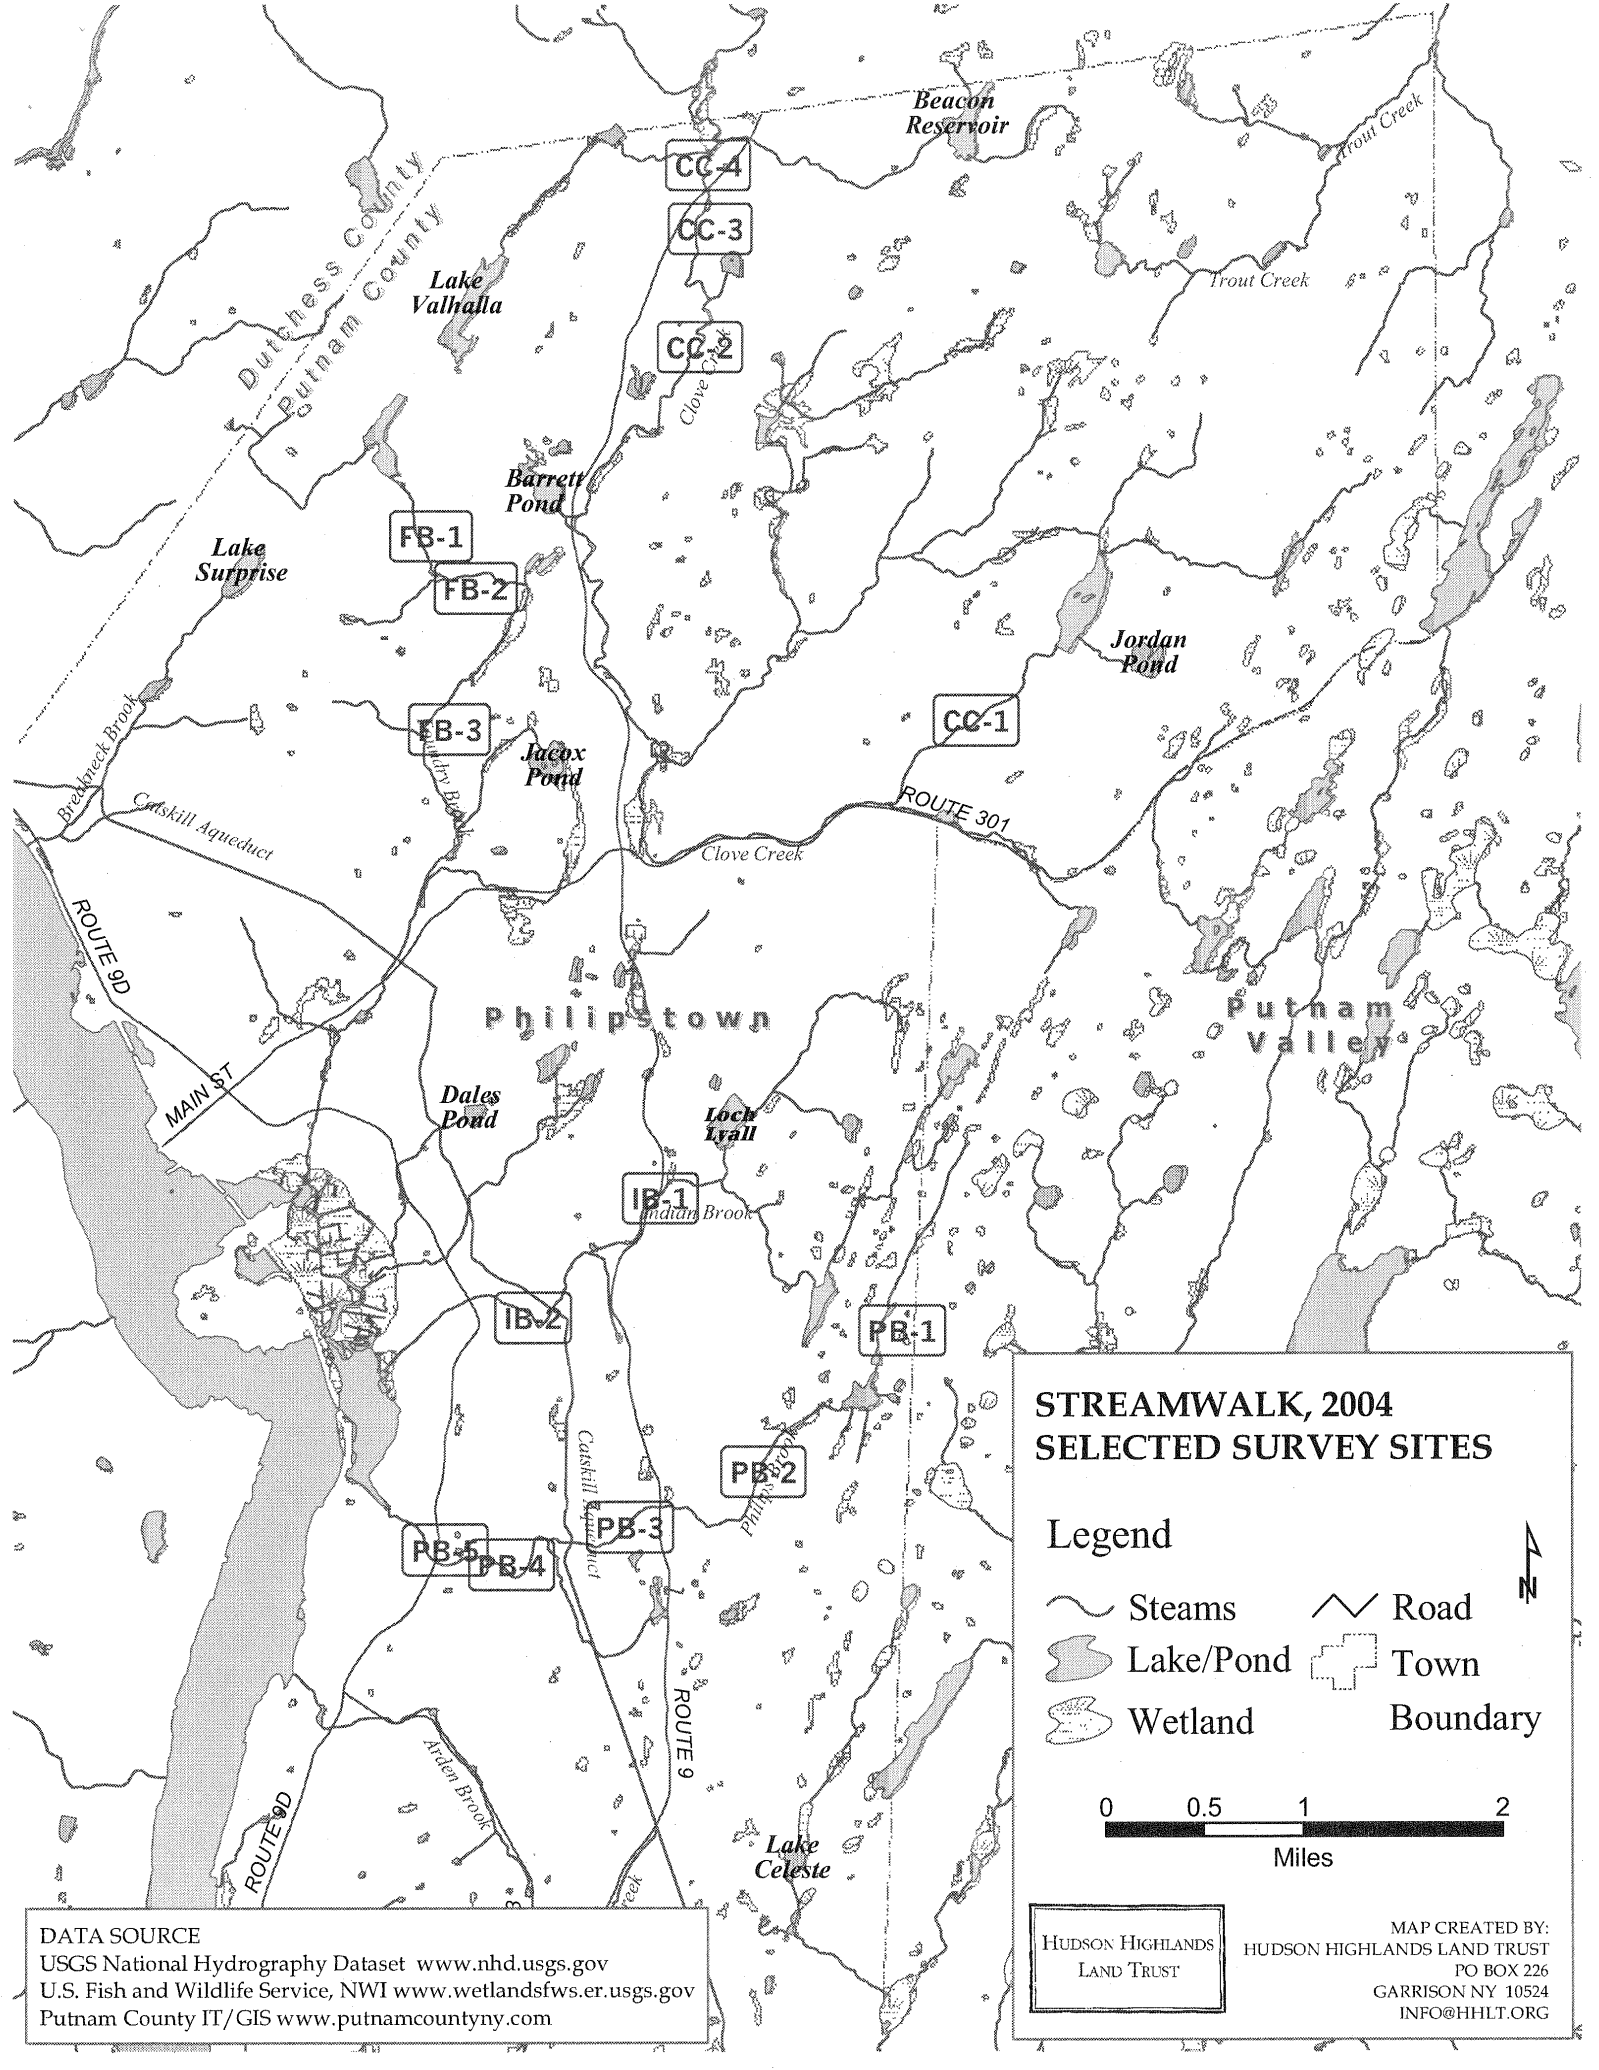 Beacon
Reservoir
Trout Creek
CC-4
CC-3
Dutchess County
Putnam County
Lake
Valhalla
Trout Creek
CC-2
Clove Creek
Barrett
Pond
FB-1
Lake
Surprise
FB-2
Jordan
Pond
CC-1
FB-3
Jacox
Pond
Breakneck Brook
Foundry Brook
Catskill Aqueduct
ROUTE 301
Clove Creek
ROUTE 9D
Philipstown
Putnam
Valley
MAIN ST
Dales
Pond
Loch
Lyall
IB-1
Indian Brook
IB-2
PB-1
PB-2
Philips Brook
Catskill Aqueduct
PB-3
PB-5
PB-4
ROUTE 9
Arden Brook
ROUTE 9D
Lake
Celeste
reek
STREAMWALK, 2004
SELECTED SURVEY SITES
Legend
N
Steams
Road
Lake/Pond
Town
Wetland
Boundary
0 0.5 1 2
Miles
HUDSON HIGHLANDS
LAND TRUST
MAP CREATED BY:
HUDSON HIGHLANDS LAND TRUST
PO BOX 226
GARRISON NY 10524
INFO@HHLT.ORG
DATA SOURCE
USGS National Hydrography Dataset www.nhd.usgs.gov
U.S. Fish and Wildlife Service, NWI www.wetlandsfws.er.usgs.gov
Putnam County IT/GIS www.putnamcountyny.com